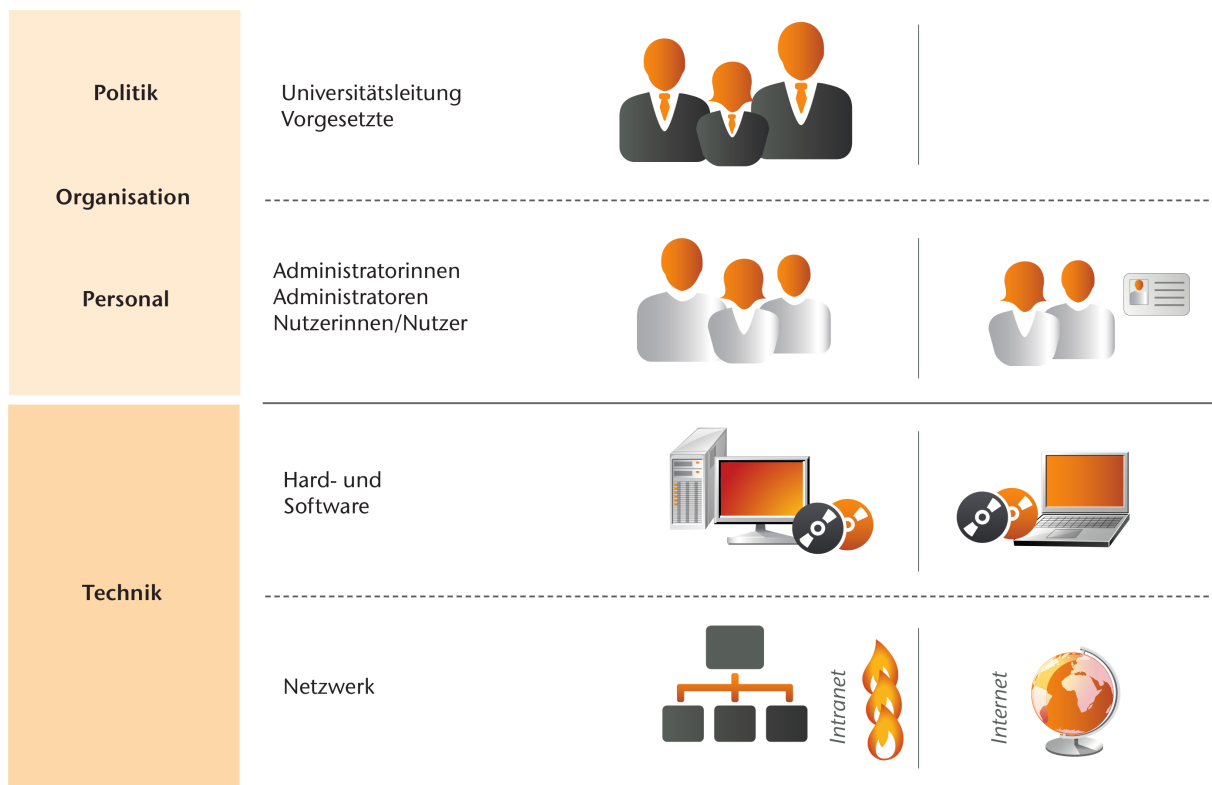 Politik
Universitätsleitung
Vorgesetzte
Organisation
Personal
Administratorinnen
Administratoren
Nutzerinnen/Nutzer
Hard- und
Software
Technik
Netzwerk
Intranet
Internet